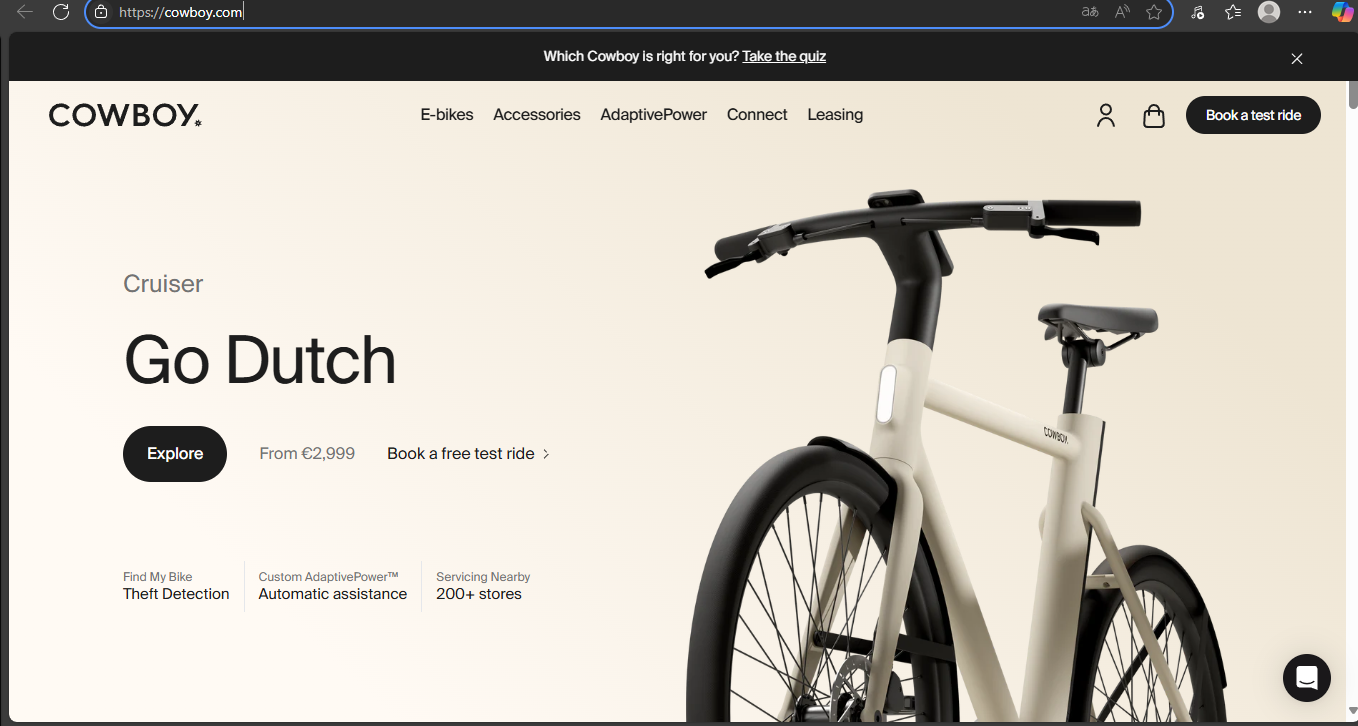 https://cowboy.com
Which Cowboy is right for you? Take the quiz
COWBOY
E-bikes Accessories AdaptivePower Connect Leasing
Book a test ride
Cruiser
Go Dutch
Explore
From €2,999
Book a free test ride
COWBOY
Find My Bike
Theft Detection
Custom AdaptivePower™
Automatic assistance
Servicing Nearby
200+ stores